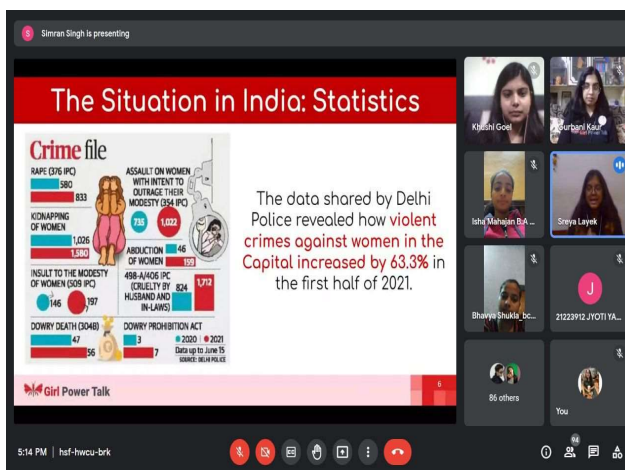 S Simran Singh is presenting
The Situation in India: Statistics
Crime file
RAPE (376 IPC)
580
833
KIDNAPPING
OF WOMEN
1,026
1,580
INSULT TO THE MODESTY
OF WOMEN (509 IPC)
146
197
DOWRY DEATH (304B)
47
56
ASSAULT ON WOMEN
WITH INTENT TO
OUTRAGE THEIR
MODESTY (354 IPC)
735
1,022
ABDUCTION
OF WOMEN
46
159
498-A/406 IPC
(CRUELTY BY
HUSBAND AND
IN-LAWS)
824
1,712
DOWRY PROHIBITION ACT
3
7
2020 2021
Data up to June 15
SOURCE: DELHI POLICE
The data shared by Delhi
Police revealed how violent
crimes against women in the
Capital increased by 63.3% in
the first half of 2021.
Girl Power Talk
6
Khushi Goel
Gurbani Kaur
Isha Mahajan B.A ...
Sreya Layek
Bhavya Shukla_bc...
J
21223912 JYOTI YA...
86 others
You
5:14 PM | hsf-hwcu-brk
94